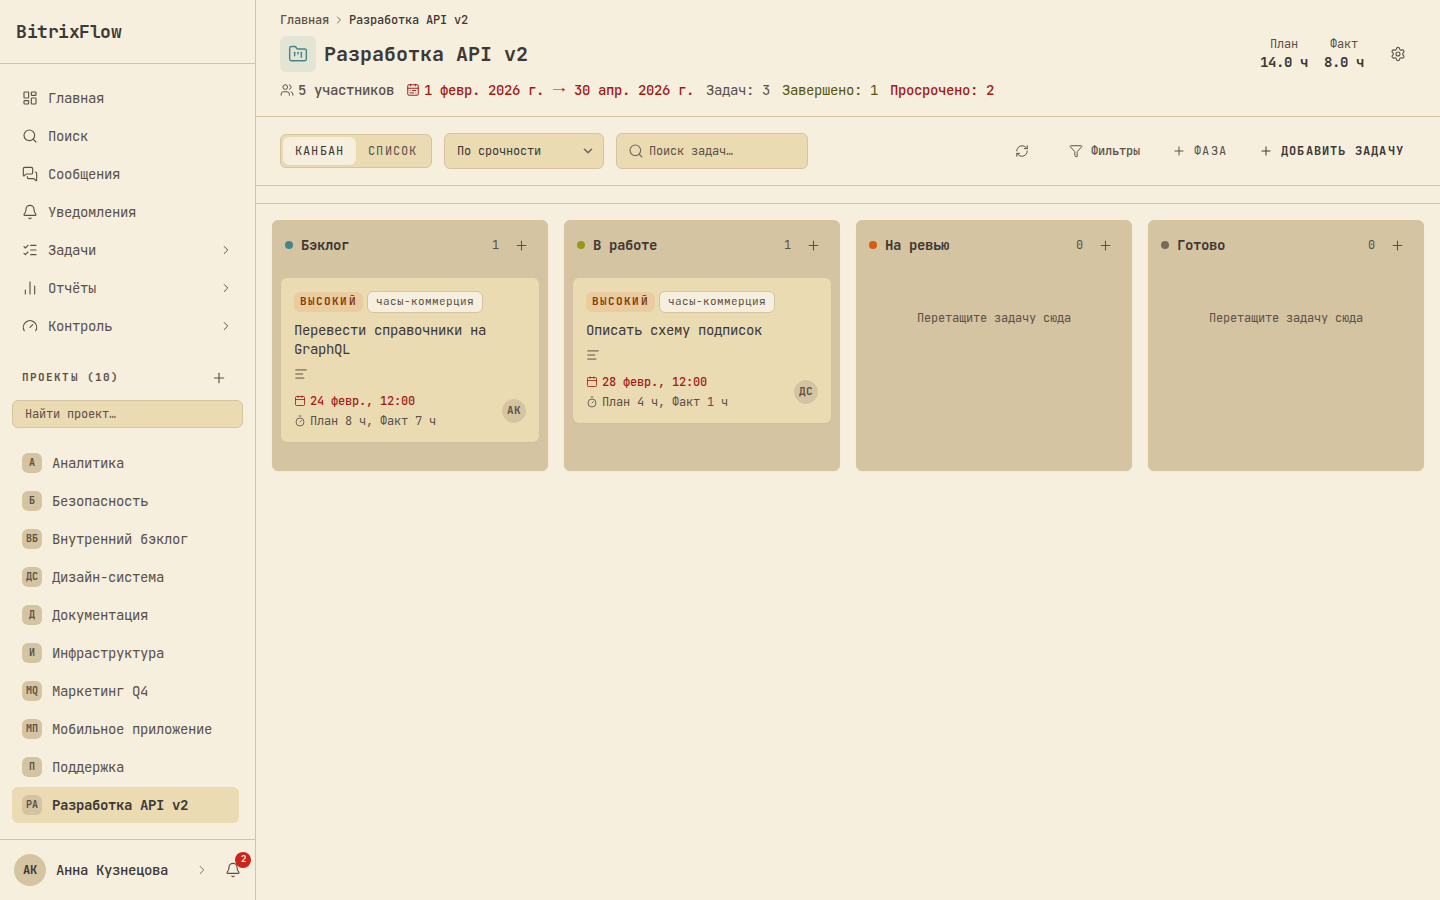 BitrixFlow
Главная
Поиск
Сообщения
Уведомления
Задачи
Отчёты
Контроль
ПРОЕКТЫ (10)
Найти проект…
А Аналитика
Б Безопасность
ВБ Внутренний бэклог
ДС Дизайн-система
Д Документация
И Инфраструктура
MQ Маркетинг Q4
МП Мобильное приложение
П Поддержка
РА Разработка API v2
АК Анна Кузнецова 2
Главная > Разработка API v2
Разработка API v2
План Факт
14.0 ч 8.0 ч
5 участников 1 февр. 2026 г. → 30 апр. 2026 г. Задач: 3 Завершено: 1 Просрочено: 2
КАНБАН СПИСОК По срочности Поиск задач… Фильтры + ФАЗА + ДОБАВИТЬ ЗАДАЧУ
Бэклог 1 +
ВЫСОКИЙ часы-коммерция
Перевести справочники на
GraphQL
24 февр., 12:00
План 8 ч, Факт 7 ч
АК
В работе 1 +
ВЫСОКИЙ часы-коммерция
Описать схему подписок
28 февр., 12:00
План 4 ч, Факт 1 ч
ДС
На ревью 0 +
Перетащите задачу сюда
Готово 0 +
Перетащите задачу сюда